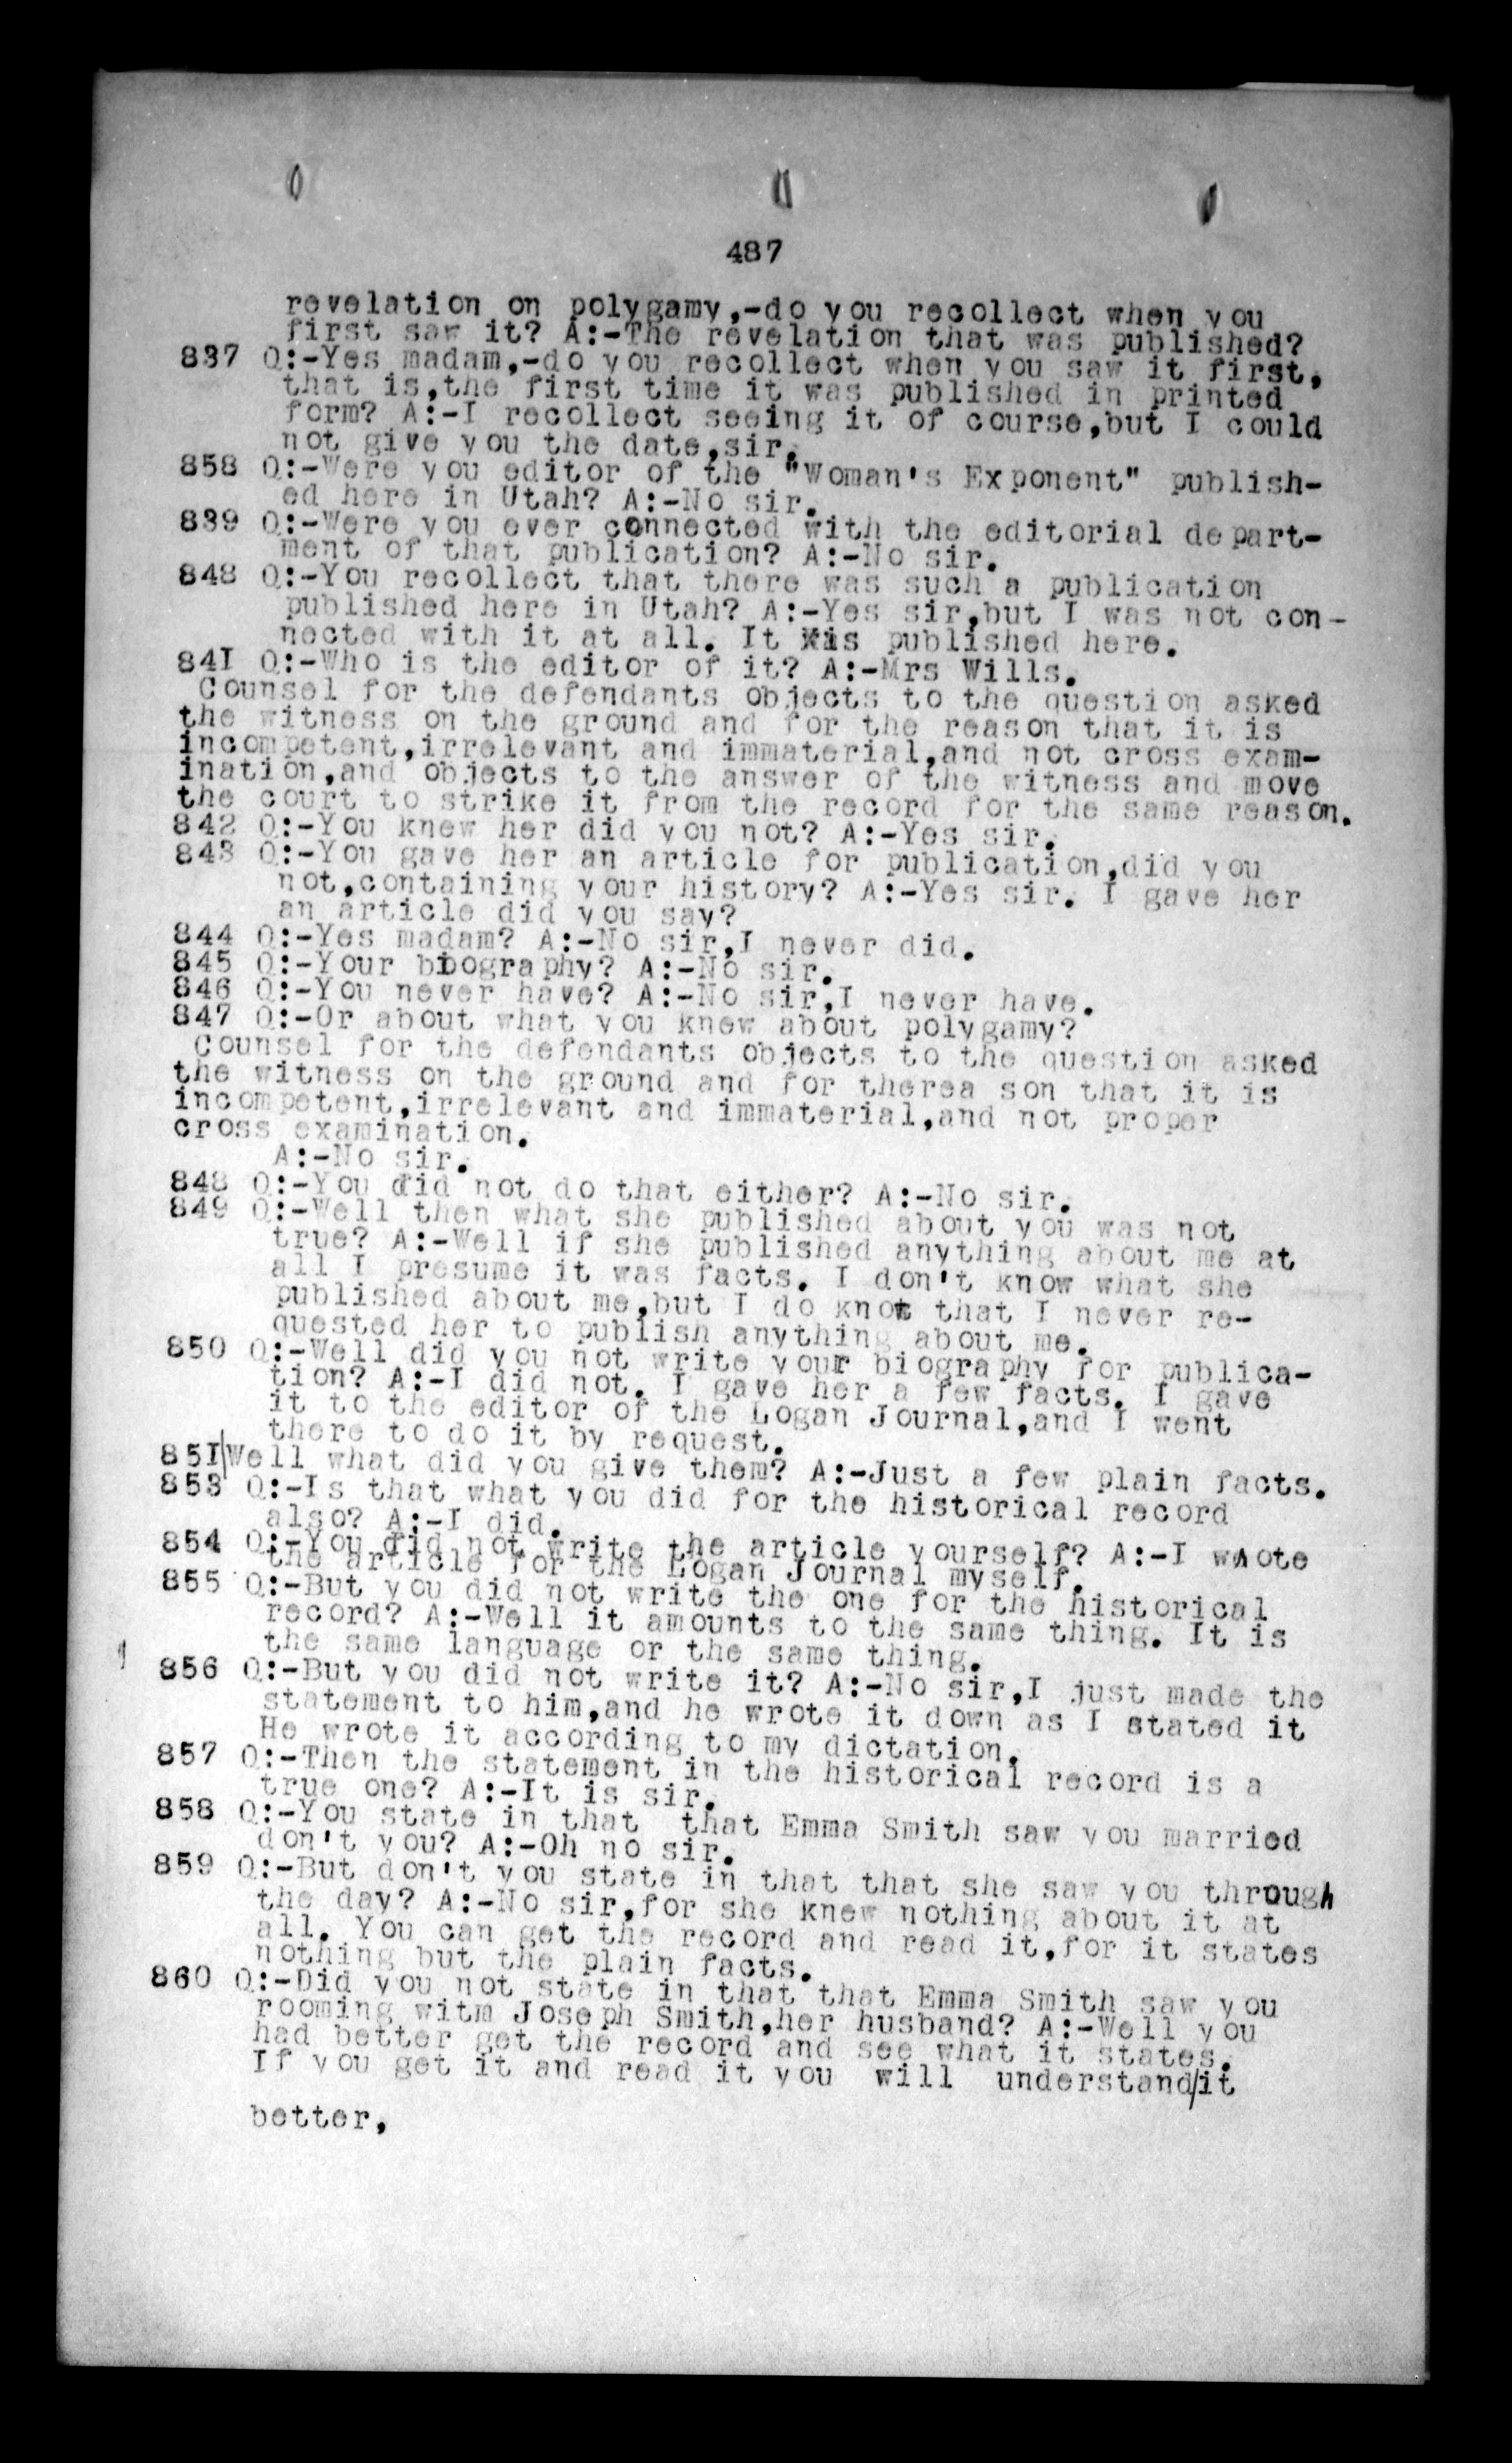 487
revelation on polygamy,-do you recollect when you
first saw it? A:-The revelation that was published?
837 Q:-Yes madam,-do you recollect when you saw it first,
that is,the first time it was published in printed
form? A:-I recollect seeing it of course,but I could
not give you the date,sir.
858 Q:-Were you editor of the "Woman's Exponent" publish-
ed here in Utah? A:-No sir.
839 Q:-Were you ever connected with the editorial depart-
ment of that publication? A:-No sir.
848 Q:-You recollect that there was such a publication
published here in Utah? A:-Yes sir,but I was not con-
nected with it at all. It is published here.
841 Q:-Who is the editor of it? A:-Mrs Wills.
Counsel for the defendants objects to the question asked
the witness on the ground and for the reason that it is
incompetent,irrelevant and immaterial,and not cross exam-
ination,and objects to the answer of the witness and move
the court to strike it from the record for the same reason.
842 Q:-You knew her did you not? A:-Yes sir.
843 Q:-You gave her an article for publication,did you
not,containing your history? A:-Yes sir. I gave her
an article did you say?
844 Q:-Yes madam? A:-No sir,I never did.
845 Q:-Your biography? A:-No sir.
846 Q:-You never have? A:-No sir,I never have.
847 Q:-Or about what you knew about polygamy?
Counsel for the defendants objects to the question asked
the witness on the ground and for therea son that it is
incompetent,irrelevant and immaterial,and not proper
cross examination.
A:-No sir.
848 Q:-You did not do that either? A:-No sir.
849 Q:-Well then what she published about you was not
true? A:-Well if she published anything about me at
all I presume it was facts. I don't know what she
published about me,but I do know that I never re-
quested her to publish anything about me.
850 Q:-Well did you not write your biography for publica-
tion? A:-I did not. I gave her a few facts. I gave
it to the editor of the Logan Journal,and I went
there to do it by request.
851 Well what did you give them? A:-Just a few plain facts.
853 Q:-Is that what you did for the historical record
also? A:-I did.
854 Q:-You did not write the article yourself? A:-I wrote
the article for the Logan Journal myself.
855 Q:-But you did not write the one for the historical
record? A:-Well it amounts to the same thing. It is
the same language or the same thing.
856 Q:-But you did not write it? A:-No sir,I just made the
statement to him,and he wrote it down as I stated it
He wrote it according to my dictation.
857 Q:-Then the statement in the historical record is a
true one? A:-It is sir.
858 Q:-You state in that that Emma Smith saw you married
don't you? A:-Oh no sir.
859 Q:-But don't you state in that that she saw you through
the day? A:-No sir,for she knew nothing about it at
all. You can get the record and read it,for it states
nothing but the plain facts.
860 Q:-Did you not state in that that Emma Smith saw you
rooming witm Joseph Smith,her husband? A:-Well you
had better get the record and see what it states.
If you get it and read it you will understand/it
better,